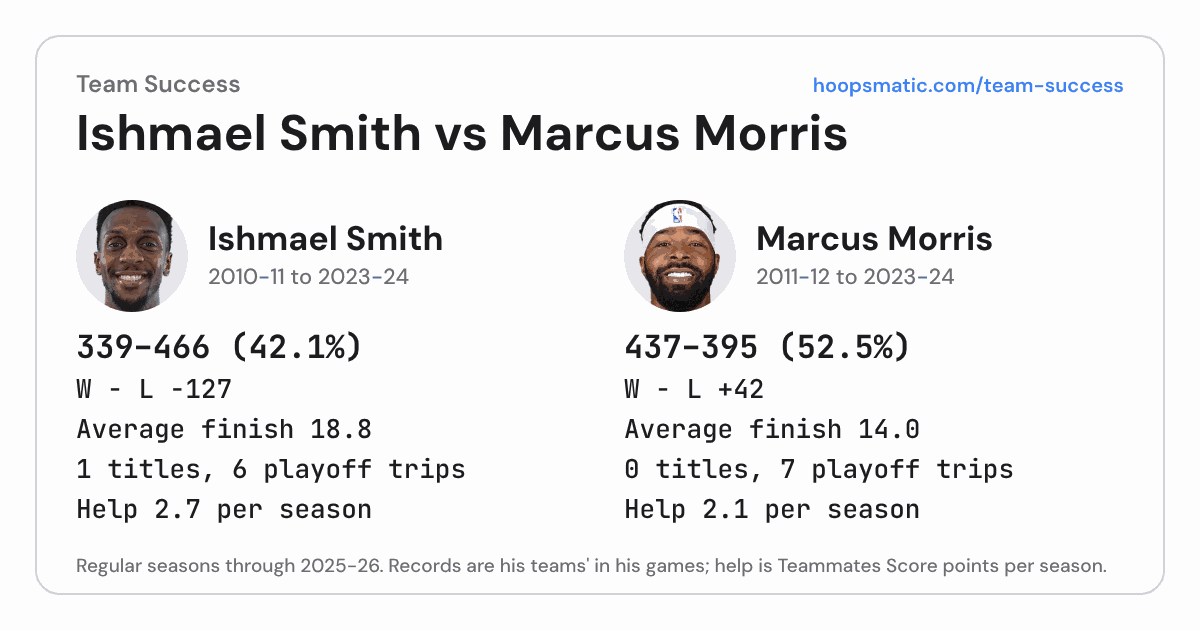 Team Success
hoopsmatic.com/team-success
Ishmael Smith vs Marcus Morris
Ishmael Smith
2010-11 to 2023-24
339-466 (42.1%)
W - L -127
Average finish 18.8
1 titles, 6 playoff trips
Help 2.7 per season
Marcus Morris
2011-12 to 2023-24
437-395 (52.5%)
W - L +42
Average finish 14.0
0 titles, 7 playoff trips
Help 2.1 per season
Regular seasons through 2025-26. Records are his teams' in his games; help is Teammates Score points per season.